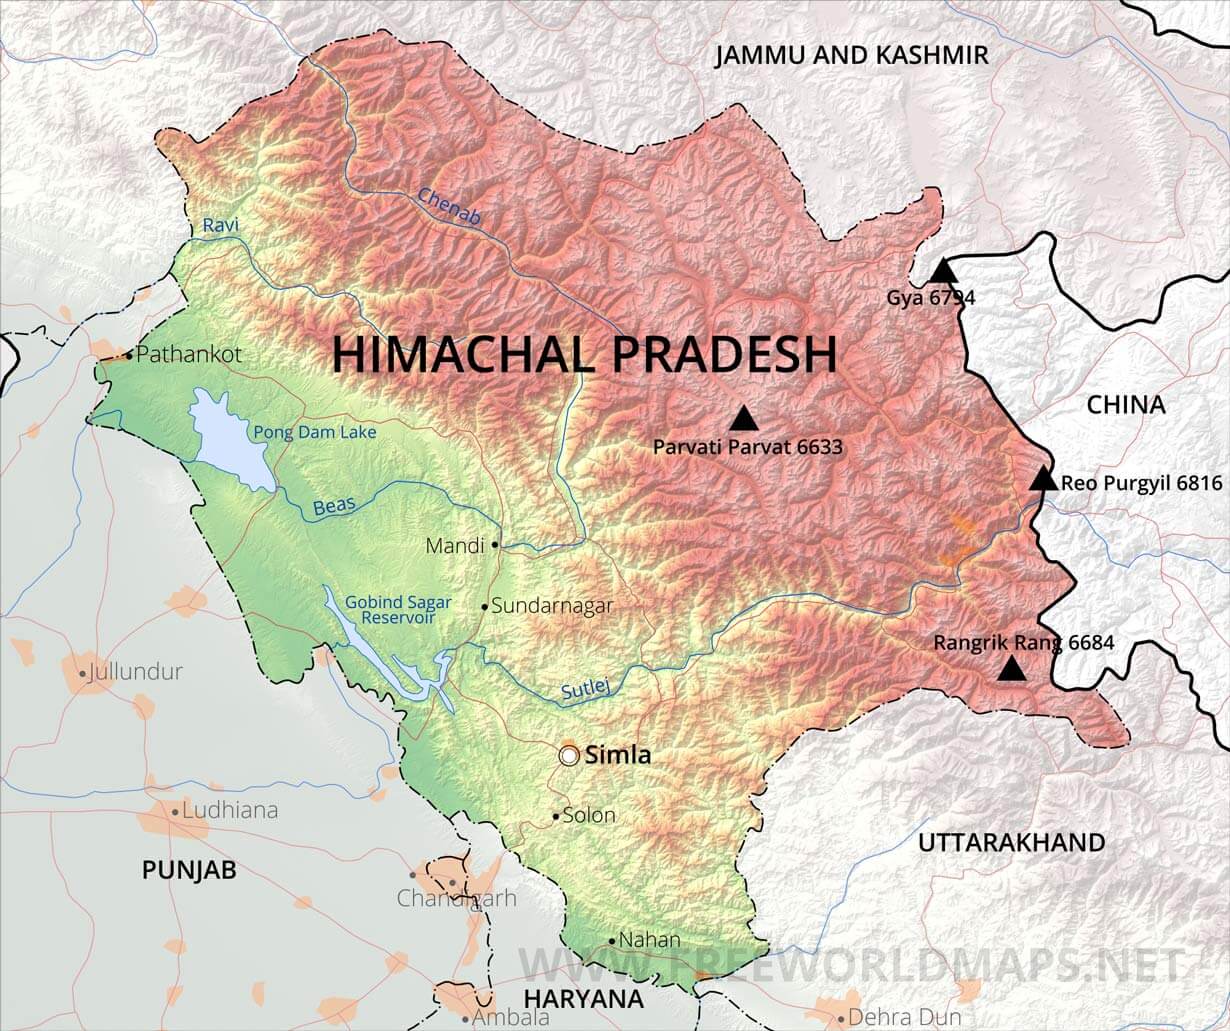 JAMMU AND KASHMIR
Chenab
Ravi
Gya 6794
HIMACHAL PRADESH
Pathankot
CHINA
Pong Dam Lake
Parvati Parvat 6633
Reo Purgyil 6816
Beas
Mandi
Gobind Sagar
Reservoir
Sundarnagar
Rangrik Rang 6684
Jullundur
Sutlej
Simla
Ludhiana
Solon
UTTARAKHAND
PUNJAB
Chandigarh
Nahan
WWW.FREEWORLDMAPS.NET
HARYANA
Ambala
Dehra Dun